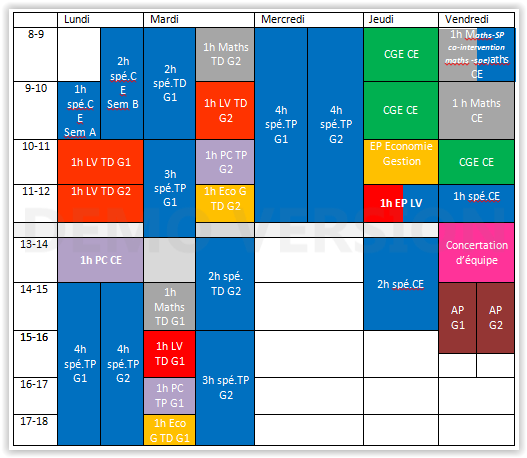 Lundi Mardi Mercredi Jeudi Vendredi
8-9
2h
spé.C
E
Sem B
2h
spé.TD
G1
1h Maths
TD G2
4h
spé.TP
G1
4h
spé.TP
G2
CGE CE
1h Maths-SP
co-intervention
maths -spé
CE
9-10
1h
spé.C
E
Sem A
1h LV TD
G2
CGE CE
1 h Maths
CE
10-11
1h LV TD G1
3h
spé.TP
G1
1h PC TP
G2
EP Economie
Gestion
CGE CE
11-12
1h LV TD G2
1h Eco G
TD G2
1h EP LV
1h spé.CE
DEMO VERSION
13-14
1h PC CE
2h spé.
TD G2
2h spé.CE
Concertation
d'équipe
14-15
4h
spé.TP
G1
4h
spé.TP
G2
1h
Maths
TD G1
AP
G1
AP
G2
15-16
1h LV
TD G1
3h spé.TP
G2
16-17
1h PC
TP G1
17-18
1h Eco
G TD G1